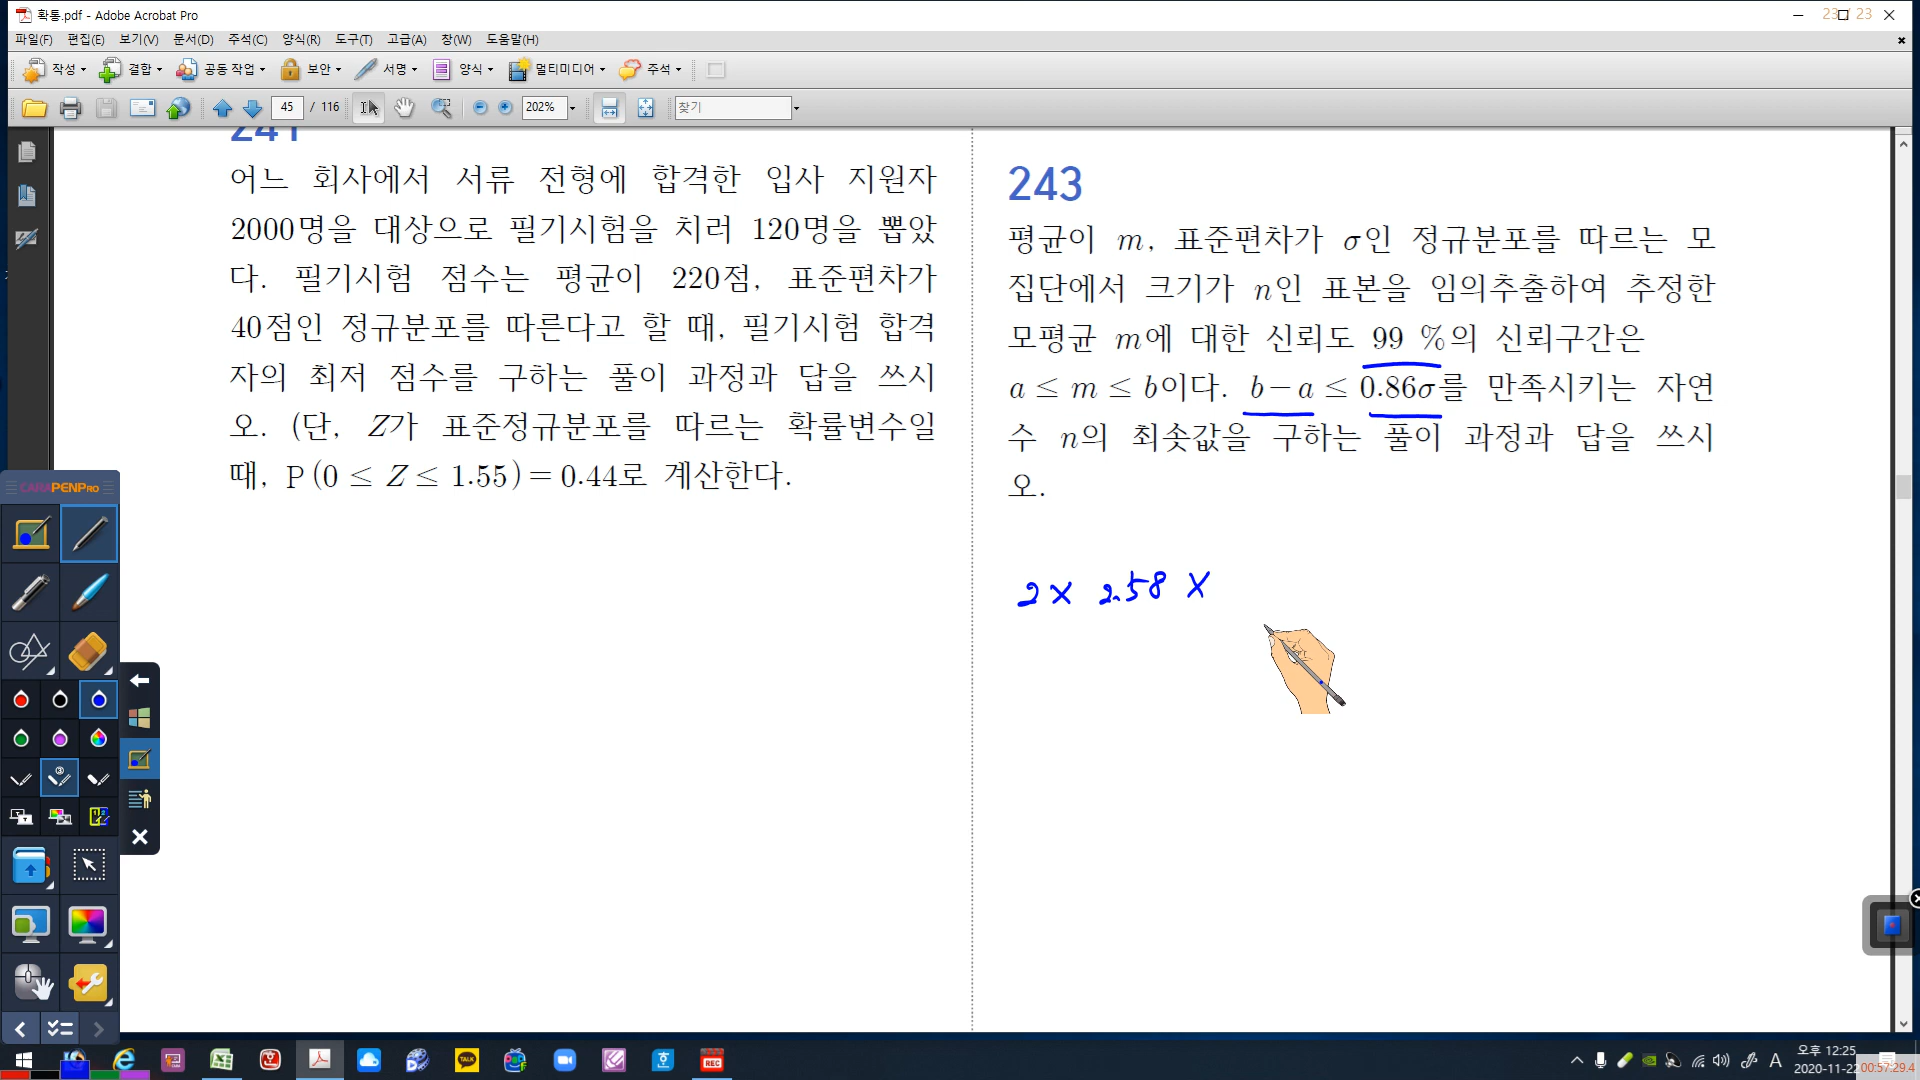 확통.pdf - Adobe Acrobat Pro
23 / 23
파일(F) 편집(E) 보기(V) 문서(D) 주석(C) 양식(R) 도구(T) 고급(A) 창(W) 도움말(H)
작성 결합 공동 작업 보안 서명 양식 멀티미디어 주석
45 / 116 202% 찾기
241
어느 회사에서 서류 전형에 합격한 입사 지원자
2000명을 대상으로 필기시험을 치러 120명을 뽑았
다. 필기시험 점수는 평균이 220점, 표준편차가
40점인 정규분포를 따른다고 할 때, 필기시험 합격
자의 최저 점수를 구하는 풀이 과정과 답을 쓰시
오. (단, Z가 표준정규분포를 따르는 확률변수일
때, P(0 ≤ Z ≤ 1.55) = 0.44로 계산한다.
243
평균이 m, 표준편차가 σ인 정규분포를 따르는 모
집단에서 크기가 n인 표본을 임의추출하여 추정한
모평균 m에 대한 신뢰도 99 %의 신뢰구간은
a ≤ m ≤ b이다. b - a ≤ 0.86σ를 만족시키는 자연
수 n의 최솟값을 구하는 풀이 과정과 답을 쓰시
오.
2 × 2.58 ×
CARAPENPRO
TALK
REC
A
오후 12:25
2020-11-22
00:57:29.4